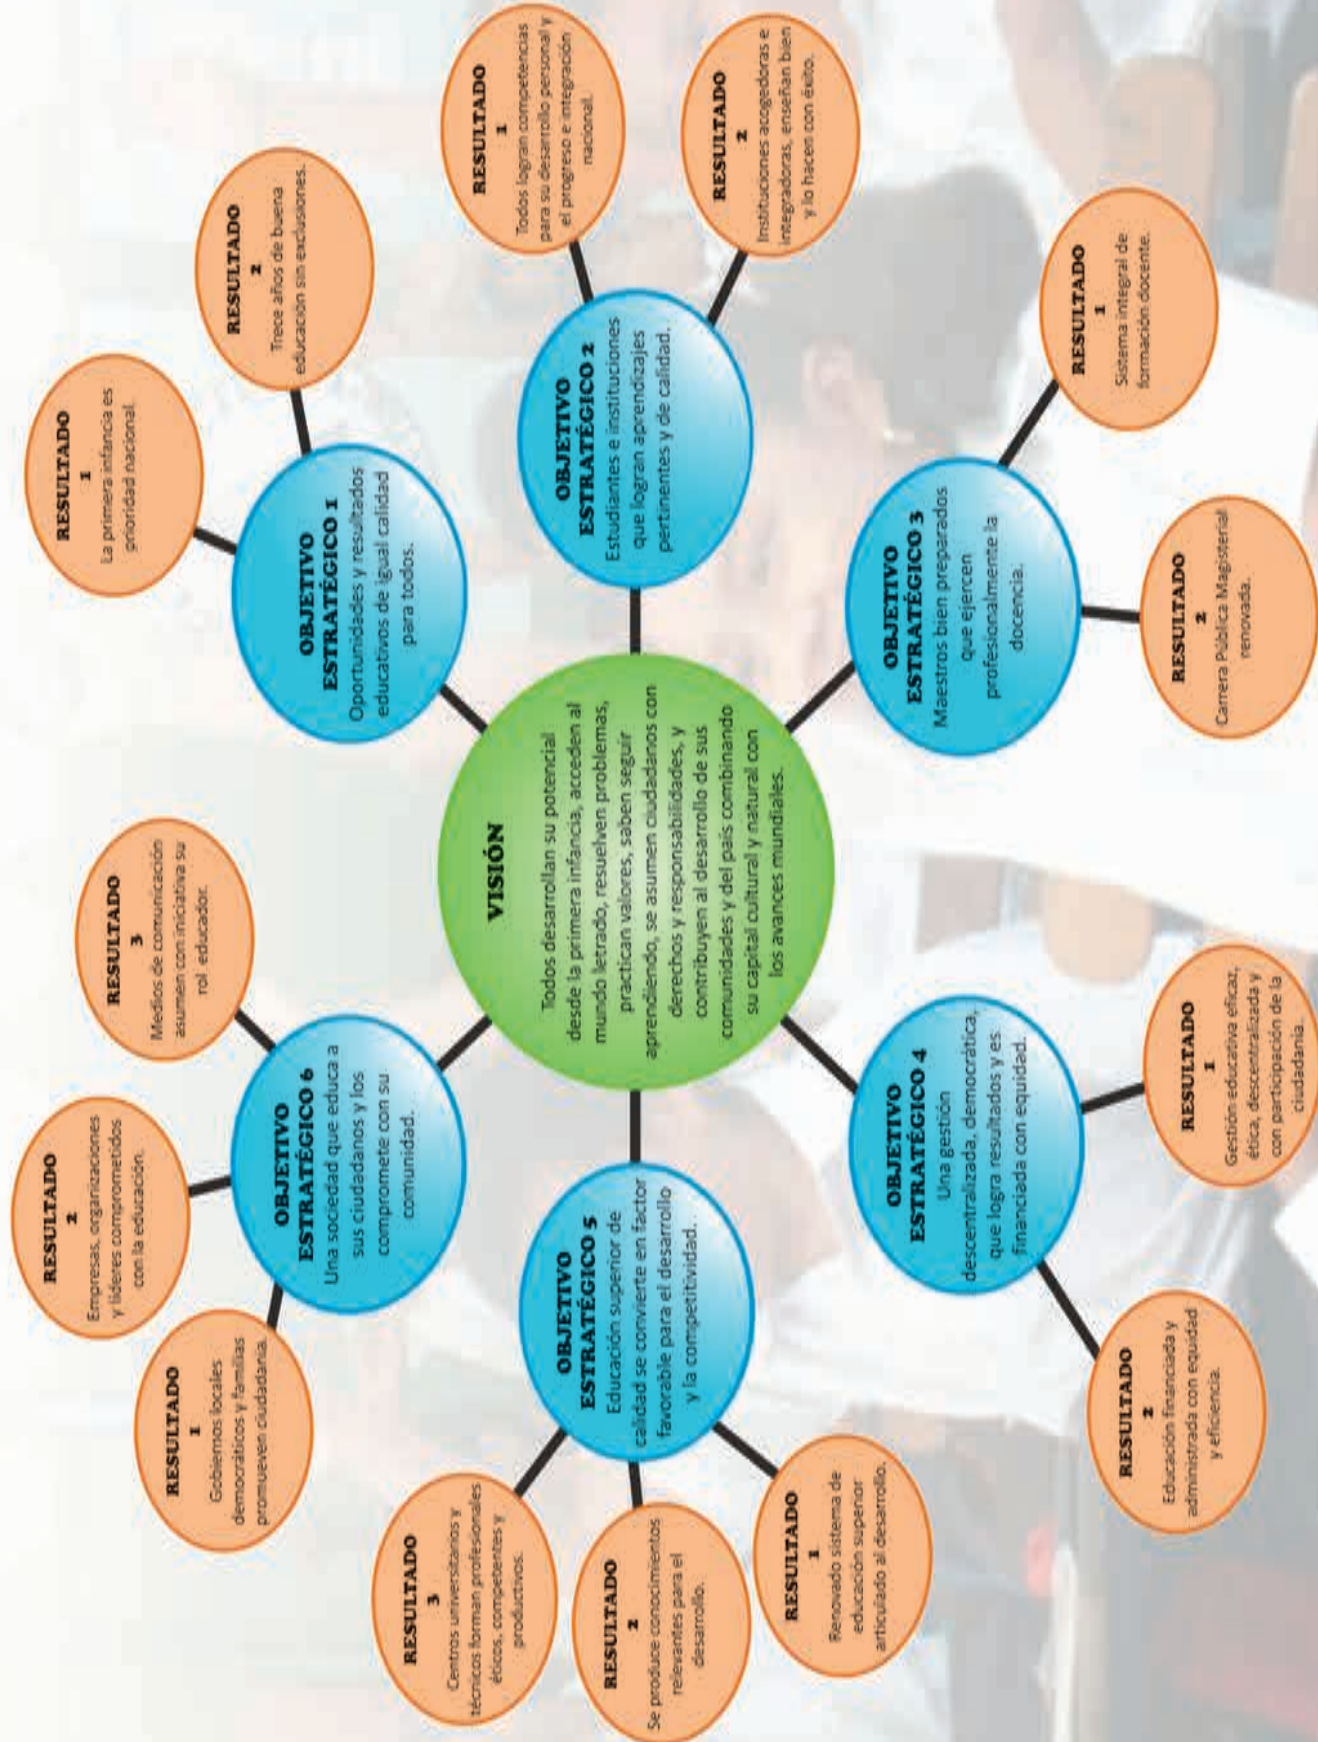 VISIÓN
Todos desarrollan su potencial
desde la primera infancia, acceden al
mundo letrado, resuelven problemas,
practican valores, saben seguir
aprendiendo, se asumen ciudadanos con
derechos y responsabilidades, y
contribuyen al desarrollo de sus
comunidades y del país combinando
su capital cultural y natural con
los avances mundiales.
OBJETIVO
ESTRATÉGICO 1
Oportunidades y resultados
educativos de igual calidad
para todos.
RESULTADO
1
La primera infancia es
prioridad nacional.
RESULTADO
2
Trece años de buena
educación sin exclusiones.
OBJETIVO
ESTRATÉGICO 2
Estudiantes e instituciones
que logran aprendizajes
pertinentes y de calidad.
RESULTADO
1
Todos logran competencias
para su desarrollo personal y
el progreso e integración
nacional.
RESULTADO
2
Instituciones acogedoras e
integradoras, enseñan bien
y lo hacen con éxito.
OBJETIVO
ESTRATÉGICO 3
Maestros bien preparados
que ejercen
profesionalmente la
docencia.
RESULTADO
1
Sistema integral de
formación docente.
RESULTADO
2
Carrera Pública Magisterial
renovada.
OBJETIVO
ESTRATÉGICO 4
Una gestión
descentralizada, democrática,
que logra resultados y es
financiada con equidad.
RESULTADO
1
Gestión educativa eficaz,
ética, descentralizada y
con participación de la
ciudadanía.
RESULTADO
2
Educación financiada y
administrada con equidad
y eficiencia.
OBJETIVO
ESTRATÉGICO 5
Educación superior de
calidad se convierte en factor
favorable para el desarrollo
y la competitividad.
RESULTADO
1
Renovado sistema de
educación superior
articulado al desarrollo.
RESULTADO
2
Se produce conocimientos
relevantes para el
desarrollo.
RESULTADO
3
Centros universitarios y
técnicos forman profesionales
éticos, competentes y
productivos.
OBJETIVO
ESTRATÉGICO 6
Una sociedad que educa a
sus ciudadanos y los
compromete con su
comunidad.
RESULTADO
1
Gobiernos locales
democráticos y familias
promueven ciudadanía.
RESULTADO
2
Empresas, organizaciones
y líderes comprometidos
con la educación.
RESULTADO
3
Medios de comunicación
asumen con iniciativa su
rol educador.